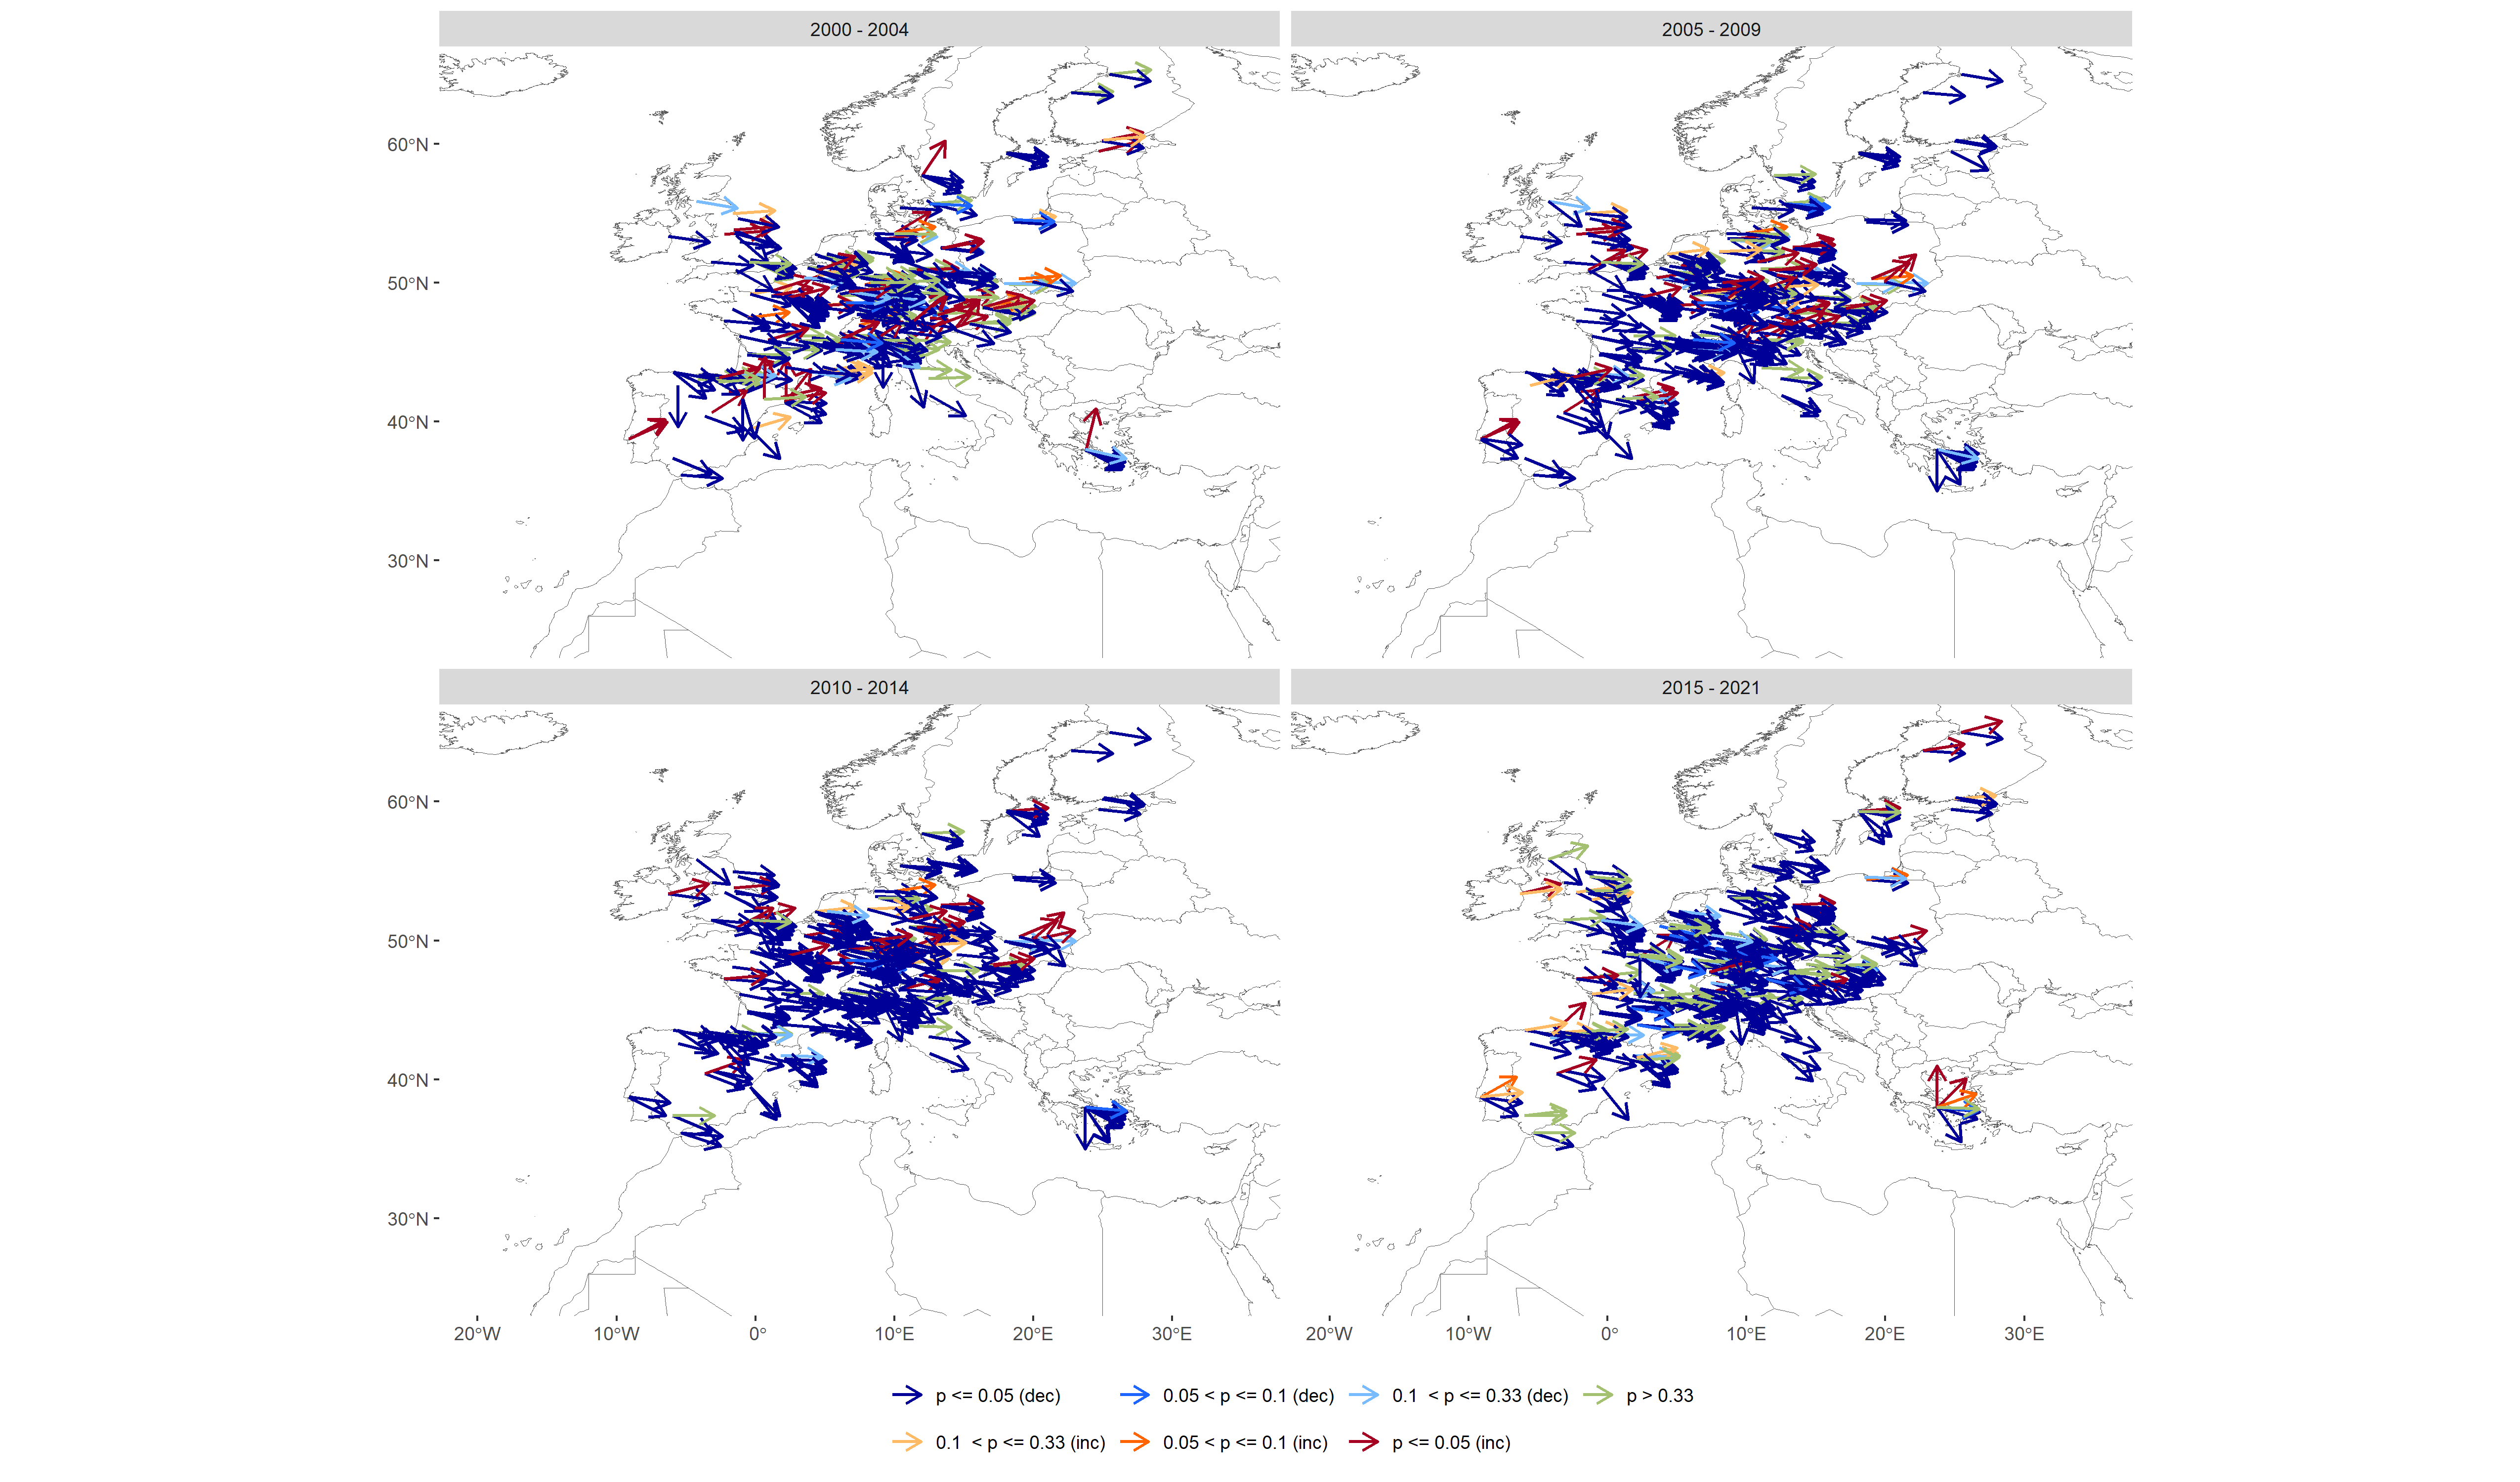 2000 - 2004
2005 - 2009
60°N
50°N
40°N
30°N
2010 - 2014
2015 - 2021
60°N
50°N
40°N
30°N
20°W 10°W 0° 10°E 20°E 30°E
20°W 10°W 0° 10°E 20°E 30°E
p <= 0.05 (dec) 0.05 < p <= 0.1 (dec) 0.1 < p <= 0.33 (dec) p > 0.33
0.1 < p <= 0.33 (inc) 0.05 < p <= 0.1 (inc) p <= 0.05 (inc)